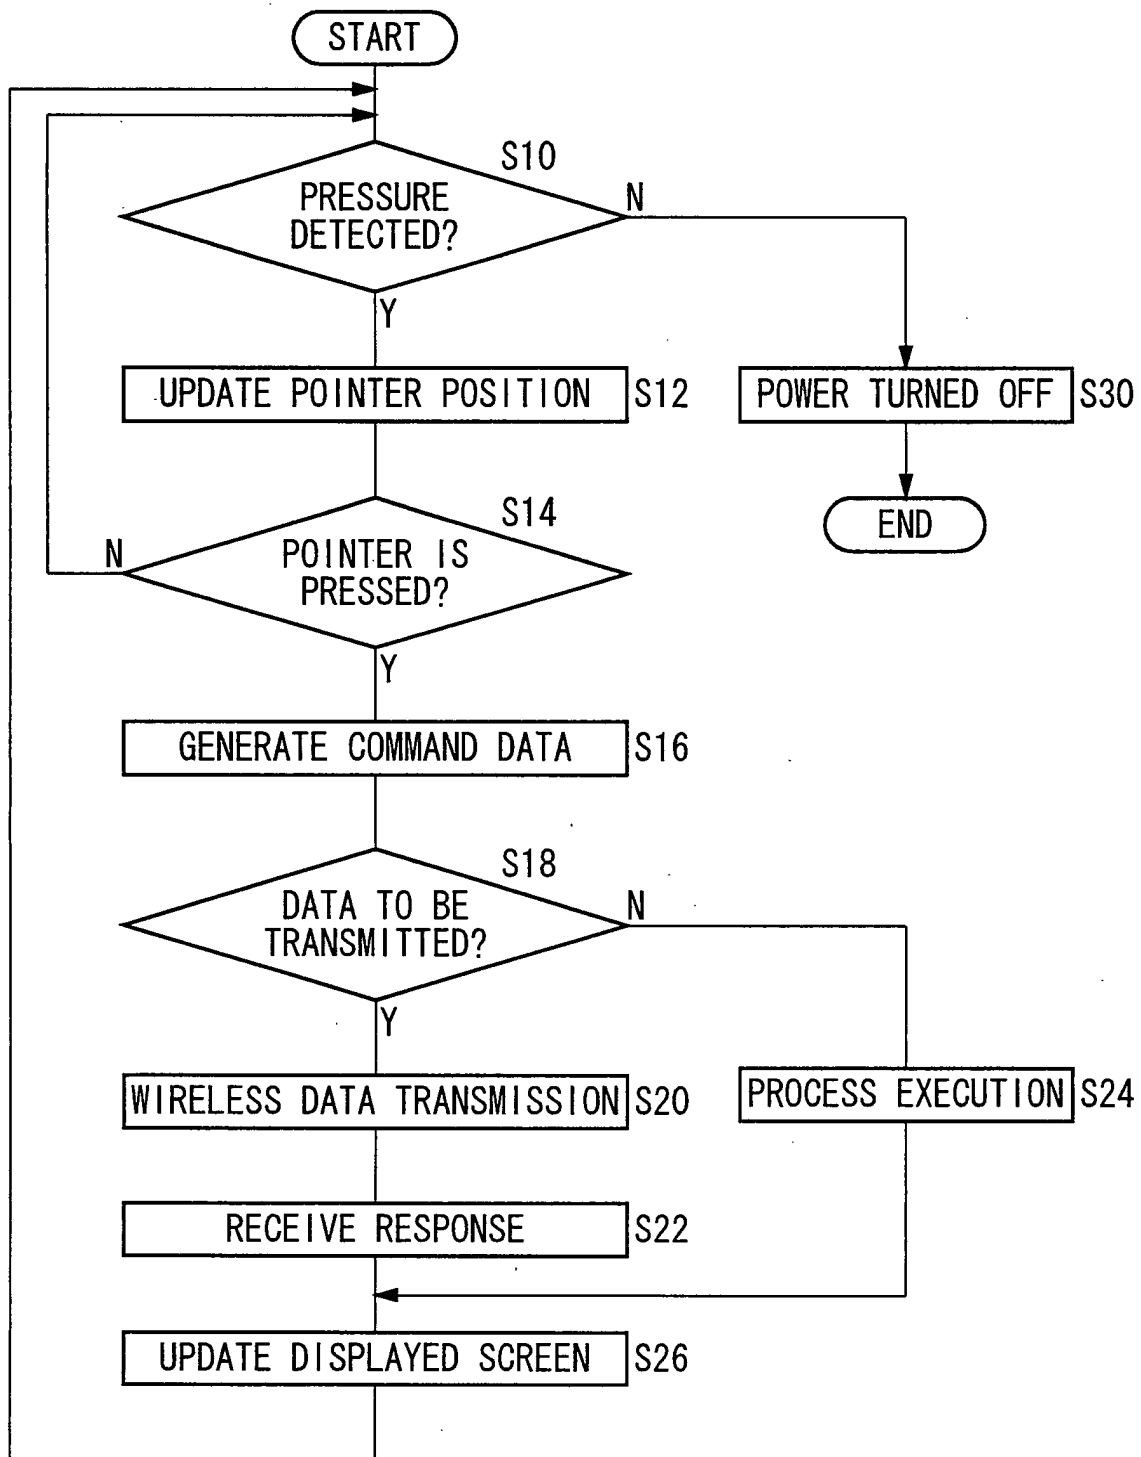 START
S10
PRESSURE
DETECTED?
N
Y
UPDATE POINTER POSITION S12
POWER TURNED OFF S30
S14
POINTER IS
PRESSED?
N
END
Y
GENERATE COMMAND DATA S16
S18
DATA TO BE
TRANSMITTED?
N
Y
WIRELESS DATA TRANSMISSION S20
PROCESS EXECUTION S24
RECEIVE RESPONSE S22
UPDATE DISPLAYED SCREEN S26